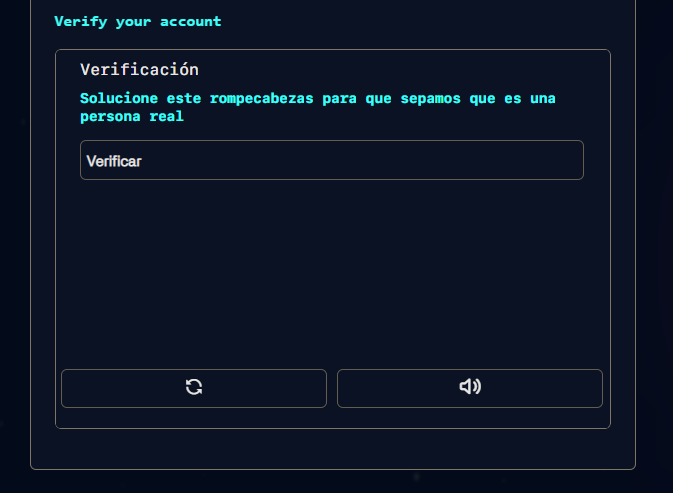 Verify your account
Verificación
Solucione este rompecabezas para que sepamos que es una
persona real
Verificar